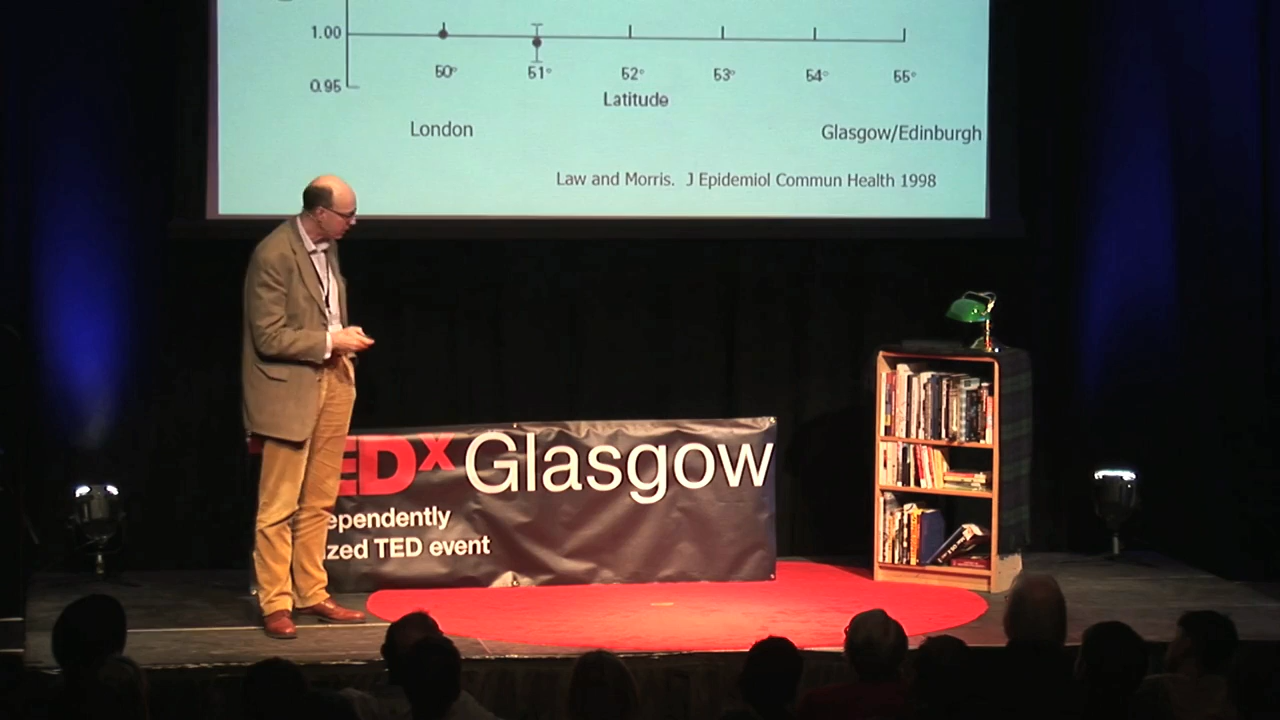 1.00
0.95
50° 51° 52° 53° 54° 55°
Latitude
London Glasgow/Edinburgh
Law and Morris. J Epidemiol Commun Health 1998
EDx Glasgow
ependently
zed TED event